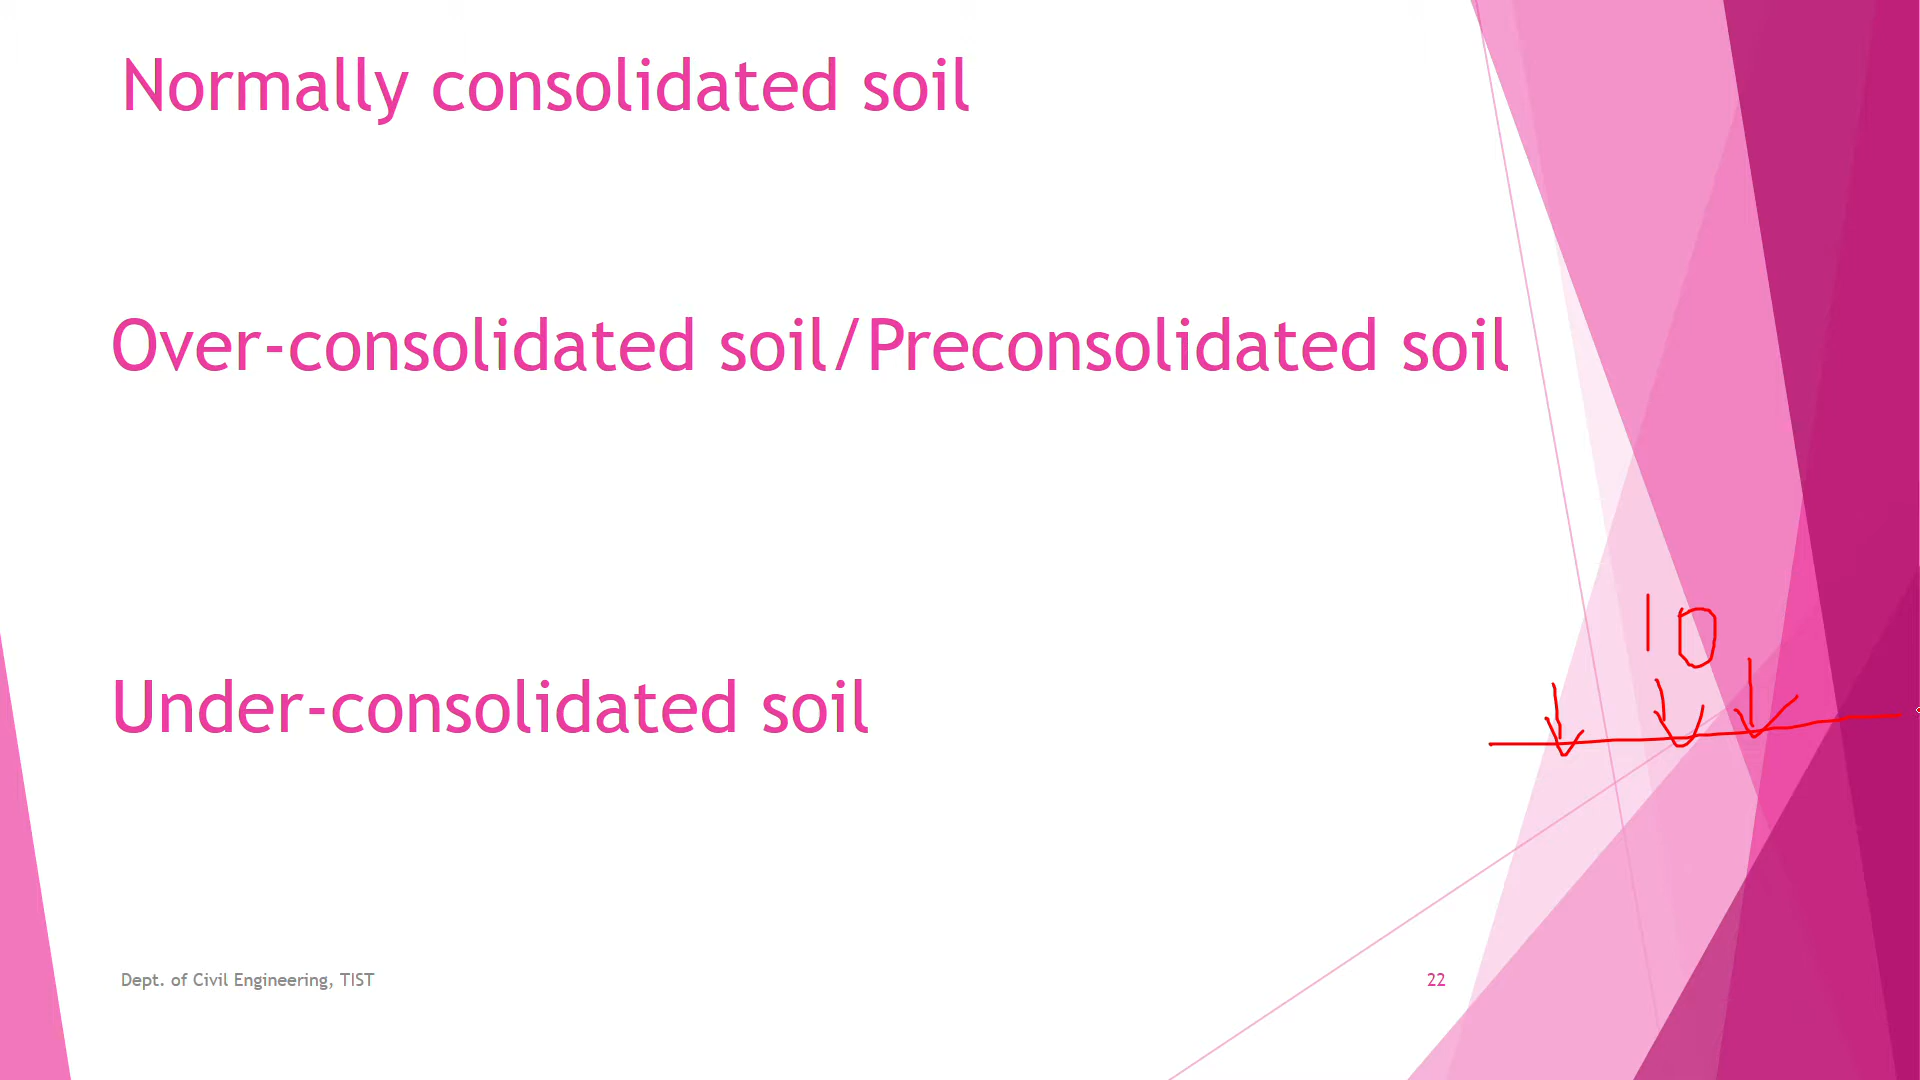 Normally consolidated soil
Over-consolidated soil/Preconsolidated soil
10
Under-consolidated soil
Dept. of Civil Engineering, TIST
22